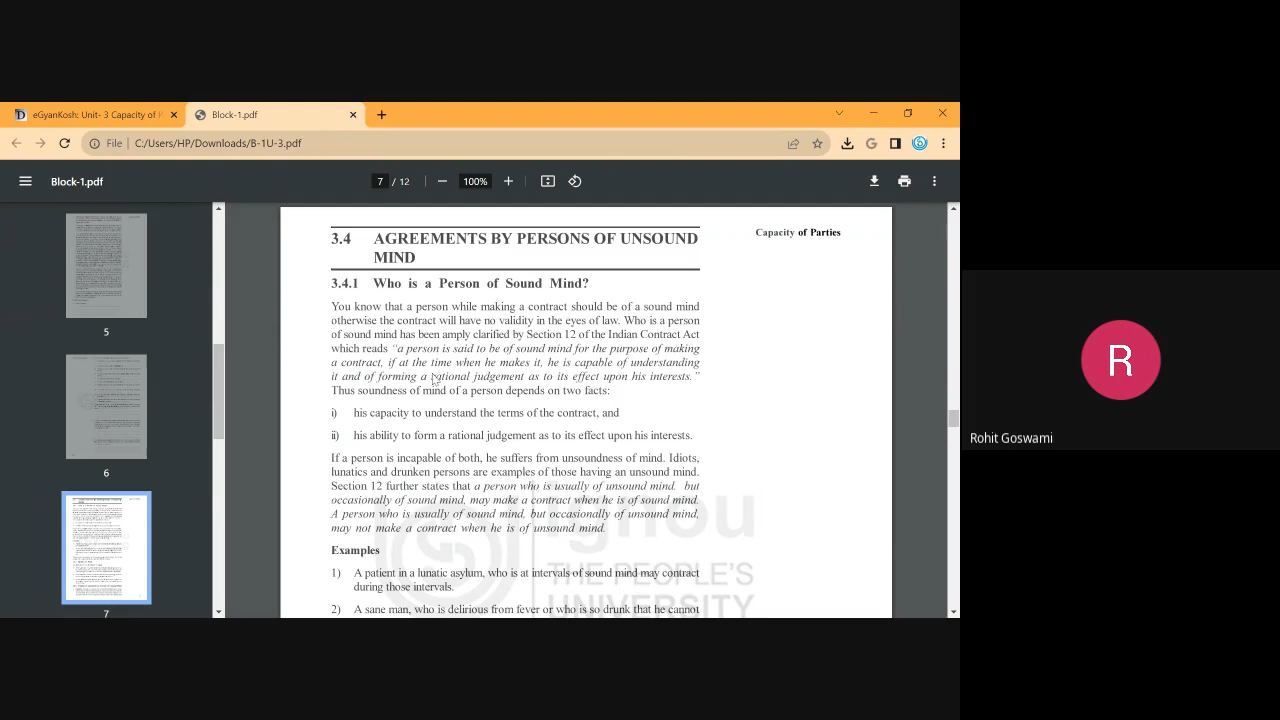 eGyanKosh: Unit- 3 Capacity of
Block-1.pdf
File
C:/Users/HP/Downloads/B-1U-3.pdf
Block-1.pdf
7 / 12
100%
5
6
7
Capacity of Parties
3.4 AGREEMENTS BY PERSONS OF UNSOUND
MIND
3.4.1 Who is a Person of Sound Mind?
You know that a person while making a contract should be of a sound mind
otherwise the contract will have no validity in the eyes of law. Who is a person
of sound mind has been amply clarified by Section 12 of the Indian Contract Act
which reads “a person is said to be of sound mind for the purpose of making
a contract, if at the time when he makes it, he is capable of understanding
it and of forming a rational judgement as to its effect upon his interests.”
Thus soundness of mind of a person depends on two facts:
i) his capacity to understand the terms of the contract, and
ii) his ability to form a rational judgement as to its effect upon his interests.
If a person is incapable of both, he suffers from unsoundness of mind. Idiots,
lunatics and drunken persons are examples of those having an unsound mind.
Section 12 further states that a person who is usually of unsound mind. but
occasionally of sound mind, may make a contract when he is of sound mind.
A person who is usually of sound mind, but occasionally of unsound mind,
may not make a contract when he is of unsound mind.
Examples
1) A patient in a lunatic asylum, who is at intervals of sound mind may contract
during those intervals.
2) A sane man, who is delirious from fever or who is so drunk that he cannot
THE PEOPLE'S
UNIVERSITY
R
Rohit Goswami